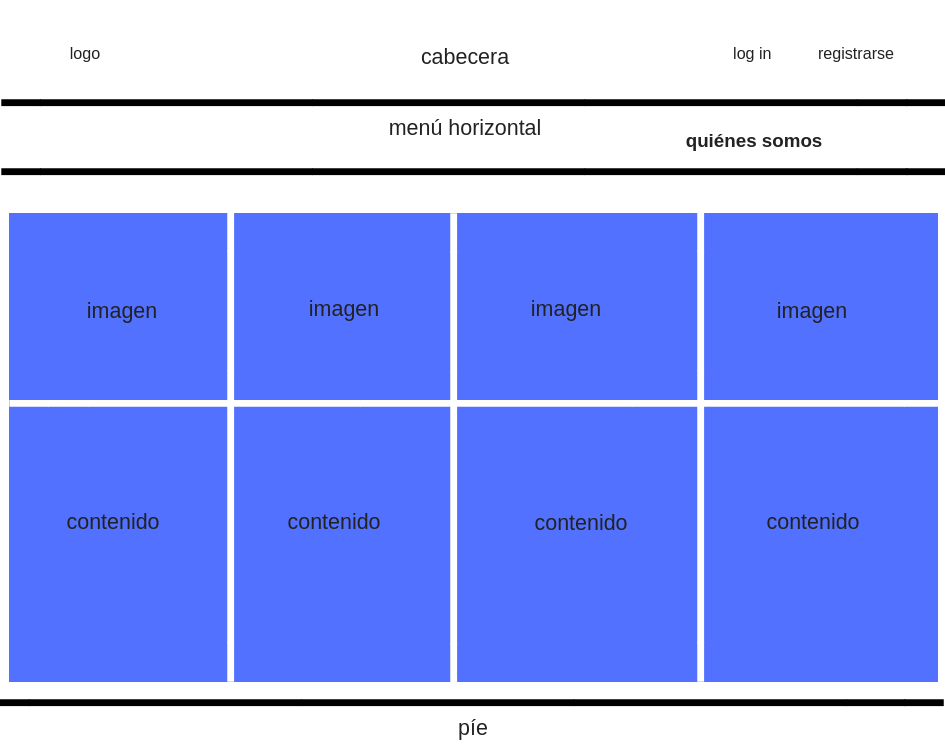 logo
cabecera
log in
registrarse
menú horizontal
quiénes somos
imagen
imagen
imagen
imagen
contenido
contenido
contenido
contenido
píe